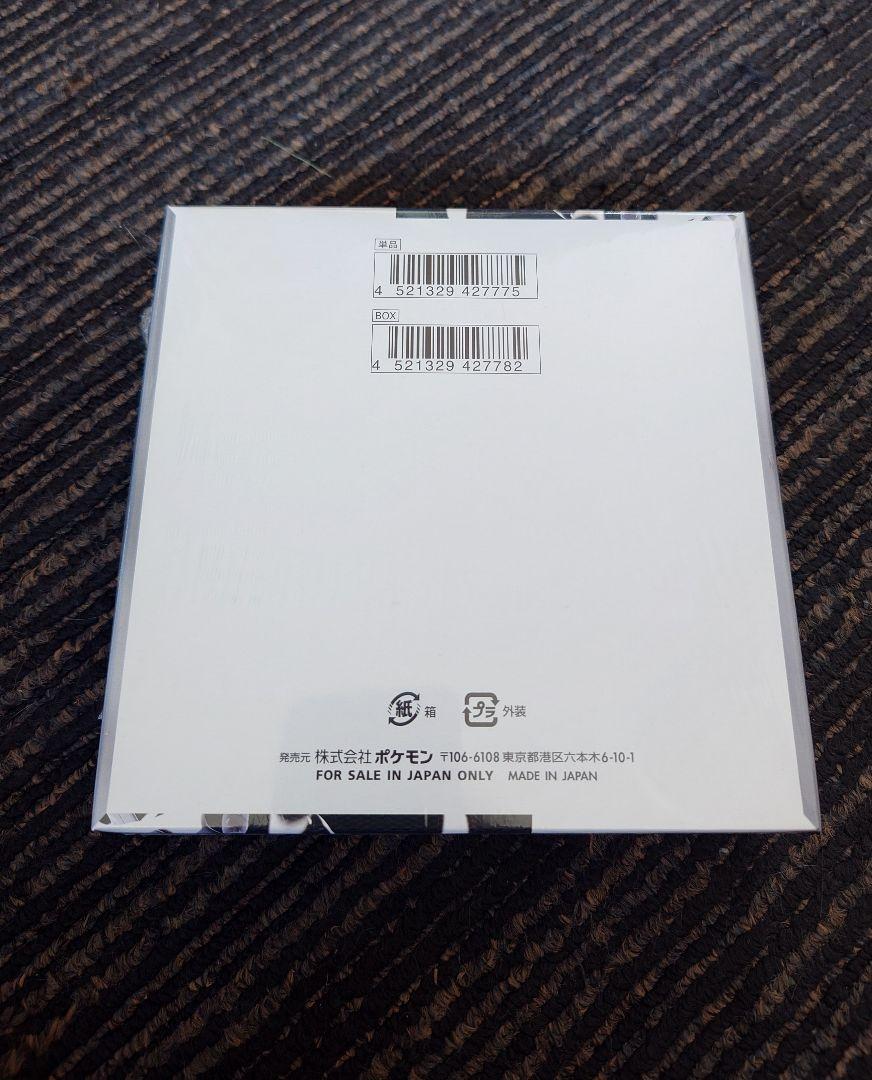 単品
4 521329 427775
BOX
4 521329 427782
紙 箱 プラ 外装
発売元 株式会社 ポケモン 〒106-6108 東京都港区六本木6-10-1
FOR SALE IN JAPAN ONLY MADE IN JAPAN